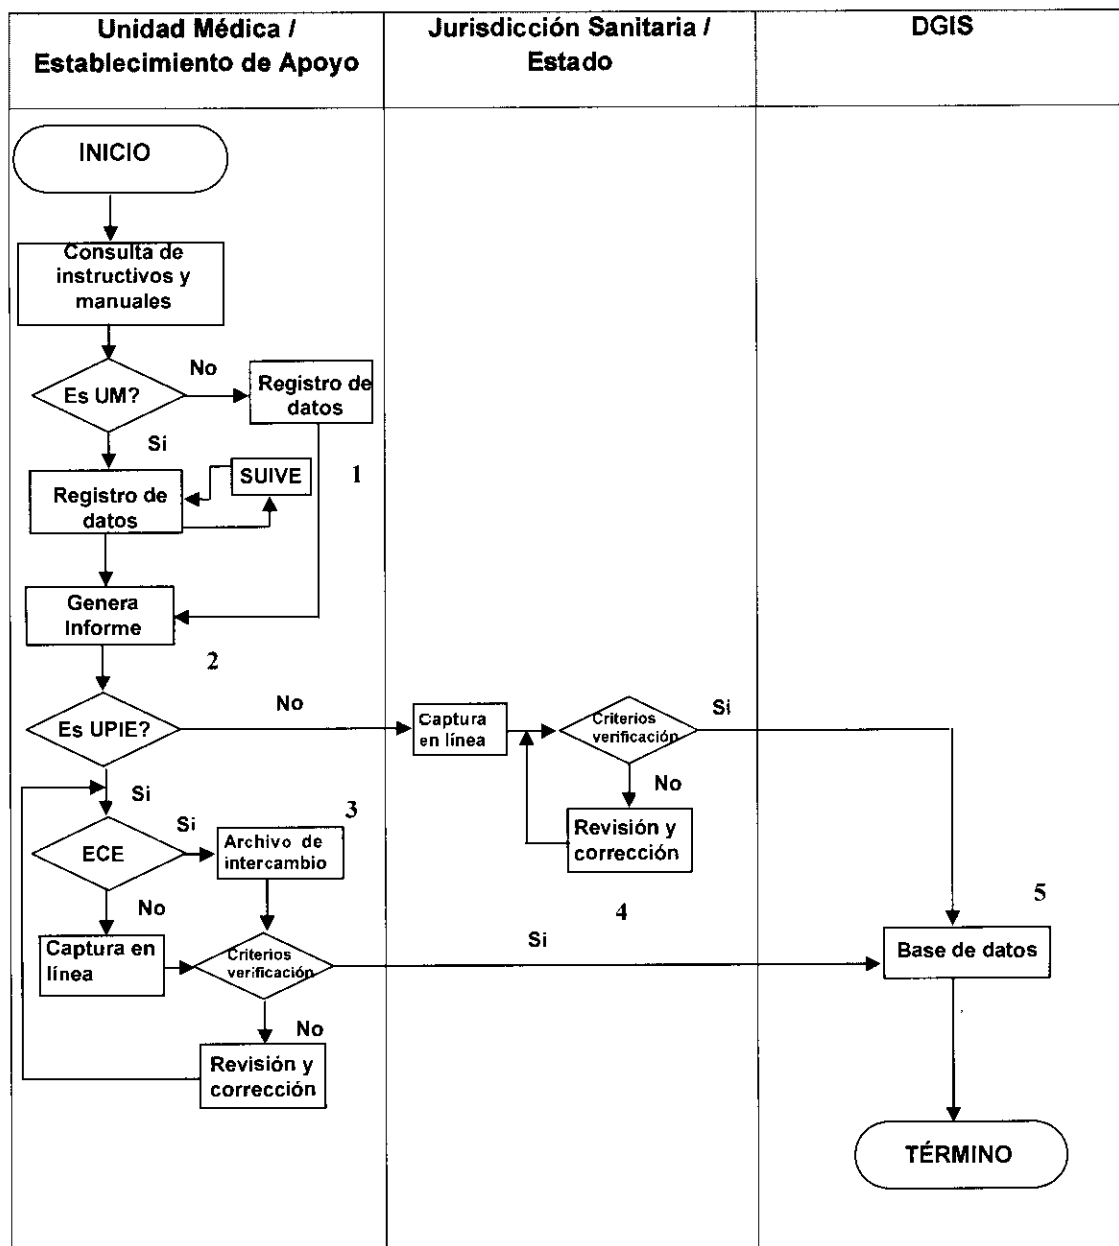 Unidad Médica /
Establecimiento de Apoyo
Jurisdicción Sanitaria /
Estado
DGIS
INICIO
Consulta de
instructivos y
manuales
Es UM?
No
Registro de
datos
Si
SUIVE
1
Registro de
datos
Genera
Informe
2
Es UPIE?
No
Captura
en línea
Criterios
verificación
Si
No
Revisión y
corrección
4
Si
ECE
Si
3
Archivo de
intercambio
No
Captura en
línea
Criterios
verificación
Si
5
Base de datos
No
Revisión y
corrección
TÉRMINO